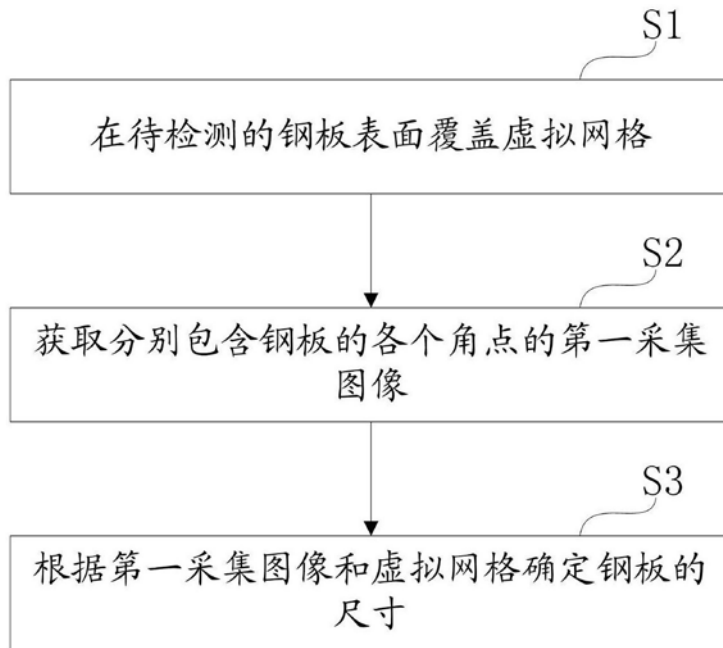 S1
在待检测的钢板表面覆盖虚拟网格
S2
获取分别包含钢板的各个角点的第一采集
图像
S3
根据第一采集图像和虚拟网格确定钢板的
尺寸